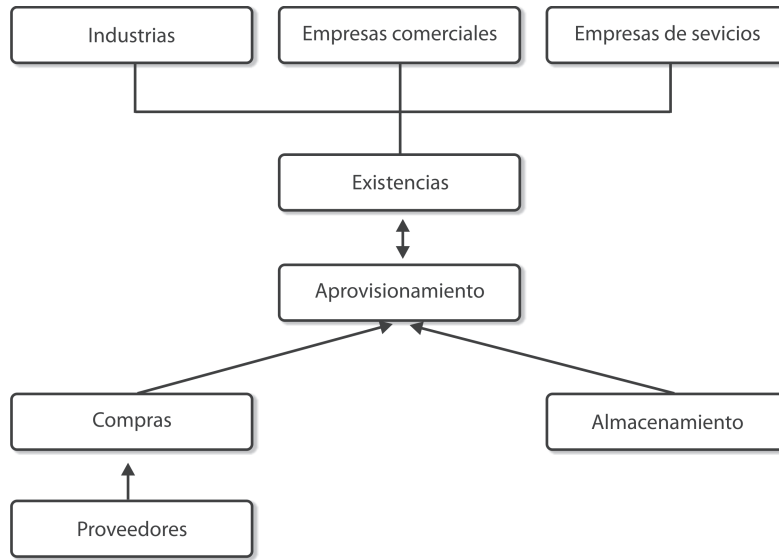 Industrias
Empresas comerciales
Empresas de sevicios
Existencias
Aprovisionamiento
Compras
Almacenamiento
Proveedores